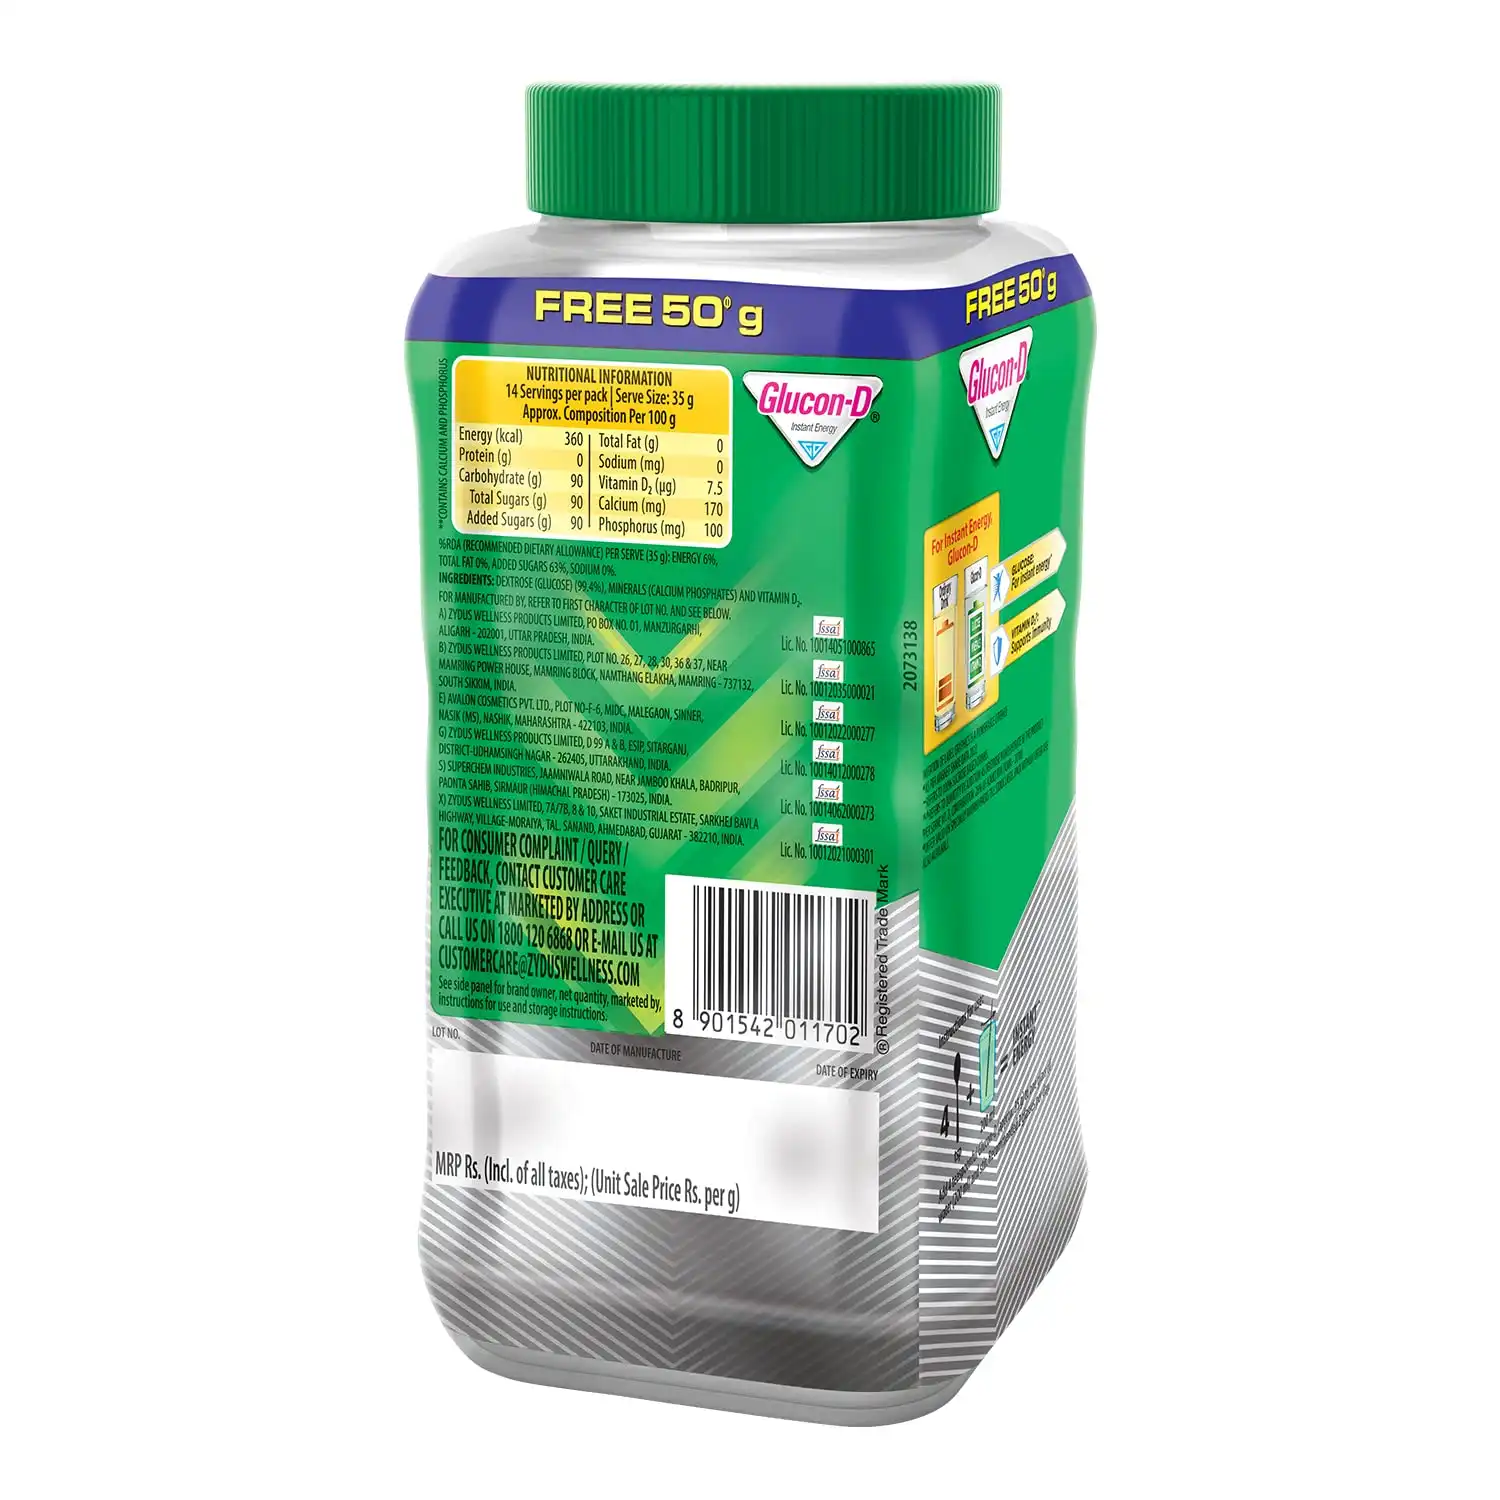 FREE 50◊ g
**CONTAINS CALCIUM AND PHOSPHORUS
NUTRITIONAL INFORMATION
14 Servings per pack | Serve Size: 35 g
Approx. Composition Per 100 g
Energy (kcal) 360
Protein (g) 0
Carbohydrate (g) 90
Total Sugars (g) 90
Added Sugars (g) 90
Total Fat (g) 0
Sodium (mg) 0
Vitamin D₂ (µg) 7.5
Calcium (mg) 170
Phosphorus (mg) 100
Glucon-D®
Instant Energy
%RDA (RECOMMENDED DIETARY ALLOWANCE) PER SERVE (35 g): ENERGY 6%,
TOTAL FAT 0%, ADDED SUGARS 63%, SODIUM 0%.
INGREDIENTS: DEXTROSE (GLUCOSE) (99.4%), MINERALS (CALCIUM PHOSPHATES) AND VITAMIN D₂.
FOR MANUFACTURED BY, REFER TO FIRST CHARACTER OF LOT NO. AND SEE BELOW.
A) ZYDUS WELLNESS PRODUCTS LIMITED, PO BOX NO. 01, MANZURGARHI,
ALIGARH - 202001, UTTAR PRADESH, INDIA.
B) ZYDUS WELLNESS PRODUCTS LIMITED, PLOT NO. 26, 27, 28, 30, 36 & 37, NEAR
MAMRING POWER HOUSE, MAMRING BLOCK, NAMTHANG ELAKHA, MAMRING - 737132,
SOUTH SIKKIM, INDIA.
E) AVALON COSMETICS PVT. LTD., PLOT NO-F-6, MIDC, MALEGAON, SINNER,
NASIK (MS), NASHIK, MAHARASHTRA - 422103, INDIA.
G) ZYDUS WELLNESS PRODUCTS LIMITED, D 99 A & B, ESIP, SITARGANJ,
DISTRICT-UDHAMSINGH NAGAR - 262405, UTTARAKHAND, INDIA.
S) SUPERCHEM INDUSTRIES, JAAMNIWALA ROAD, NEAR JAMBOO KHALA, BADRIPUR,
PAONTA SAHIB, SIRMAUR (HIMACHAL PRADESH) - 173025, INDIA.
X) ZYDUS WELLNESS LIMITED, 7A/7B, 8 & 10, SAKET INDUSTRIAL ESTATE, SARKHEJ BAVLA
HIGHWAY, VILLAGE-MORAIYA, TAL. SANAND, AHMEDABAD, GUJARAT - 382210, INDIA.
fssai
Lic. No. 10014051000865
fssai
Lic. No. 10012035000021
fssai
Lic. No. 10012022000277
fssai
Lic. No. 10014012000278
fssai
Lic. No. 10014062000273
fssai
Lic. No. 10012021000301
2073138
FOR CONSUMER COMPLAINT / QUERY /
FEEDBACK, CONTACT CUSTOMER CARE
EXECUTIVE AT MARKETED BY ADDRESS OR
CALL US ON 1800 120 6868 OR E-MAIL US AT
CUSTOMERCARE@ZYDUSWELLNESS.COM
See side panel for brand owner, net quantity, marketed by,
instructions for use and storage instructions.
8 901542 011702
® Registered Trade Mark
LOT NO.
DATE OF MANUFACTURE
DATE OF EXPIRY
MRP Rs. (Incl. of all taxes); (Unit Sale Price Rs. per g)
FREE 50◊ g
Glucon-D®
Instant Energy
For Instant Energy,
Glucon-D
Ordinary
Drink
Glucon-D
GLUCOSE:
For instant energy*
VITAMIN D₂:
Supports immunity
Instructions for use:
4 + = INSTANT
ENERGY